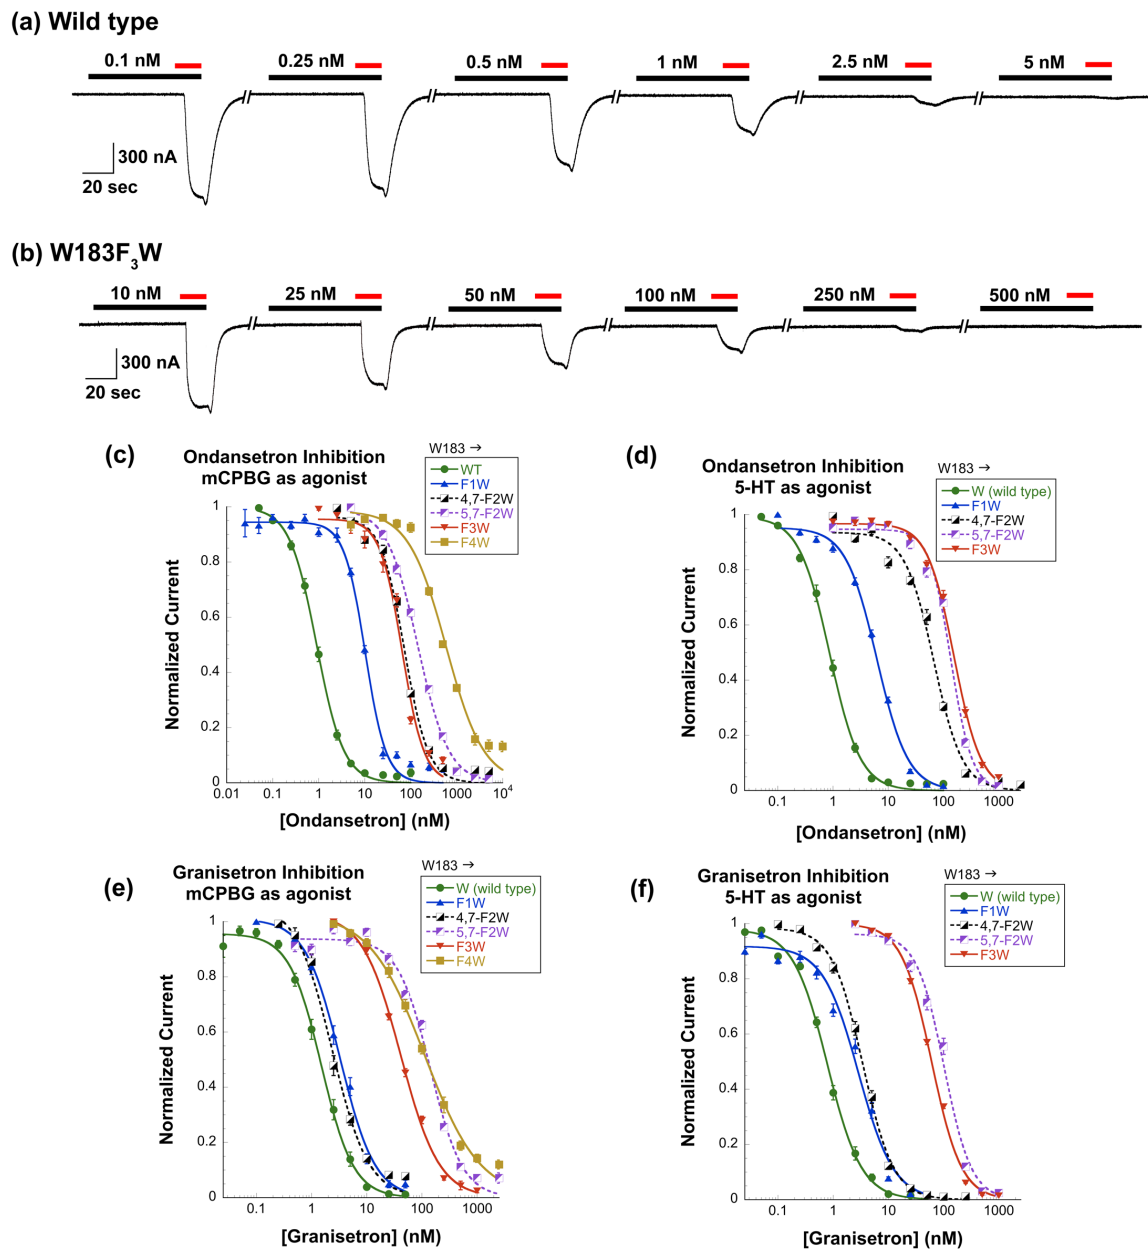 (a) Wild type
0.1 nM 0.25 nM 0.5 nM 1 nM 2.5 nM 5 nM
300 nA
20 sec
(b) W183F₃W
10 nM 25 nM 50 nM 100 nM 250 nM 500 nM
300 nA
20 sec
(c) Ondansetron Inhibition
mCPBG as agonist
W183 →
WT
F1W
4,7-F2W
5,7-F2W
F3W
F4W
Normalized Current
1
0.8
0.6
0.4
0.2
0
0.01 0.1 1 10 100 1000 10⁴
[Ondansetron] (nM)
(d) Ondansetron Inhibition
5-HT as agonist
W183 →
W (wild type)
F1W
4,7-F2W
5,7-F2W
F3W
Normalized Current
1
0.8
0.6
0.4
0.2
0
0.1 1 10 100 1000
[Ondansetron] (nM)
(e) Granisetron Inhibition
mCPBG as agonist
W183 →
W (wild type)
F1W
4,7-F2W
5,7-F2W
F3W
F4W
Normalized Current
1
0.8
0.6
0.4
0.2
0
0.1 1 10 100 1000
[Granisetron] (nM)
(f) Granisetron Inhibition
5-HT as agonist
W183 →
W (wild type)
F1W
4,7-F2W
5,7-F2W
F3W
Normalized Current
1
0.8
0.6
0.4
0.2
0
0.1 1 10 100 1000
[Granisetron] (nM)